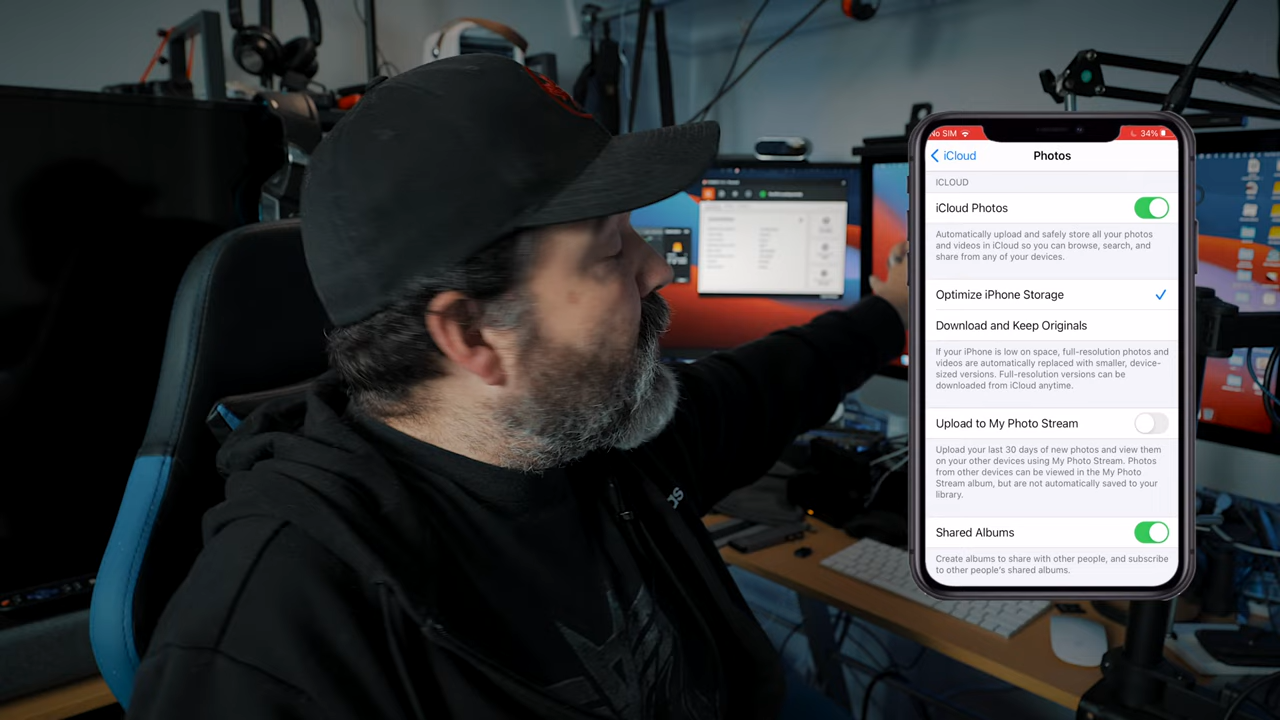 No SIM
34%
iCloud
Photos
ICLOUD
iCloud Photos
Automatically upload and safely store all your photos
and videos in iCloud so you can browse, search, and
share from any of your devices.
Optimize iPhone Storage
Download and Keep Originals
If your iPhone is low on space, full-resolution photos and
videos are automatically replaced with smaller, device-
sized versions. Full-resolution versions can be
downloaded from iCloud anytime.
Upload to My Photo Stream
Upload your last 30 days of new photos and view them
on your other devices using My Photo Stream. Photos
from other devices can be viewed in the My Photo
Stream album, but are not automatically saved to your
library.
Shared Albums
Create albums to share with other people, and subscribe
to other people's shared albums.